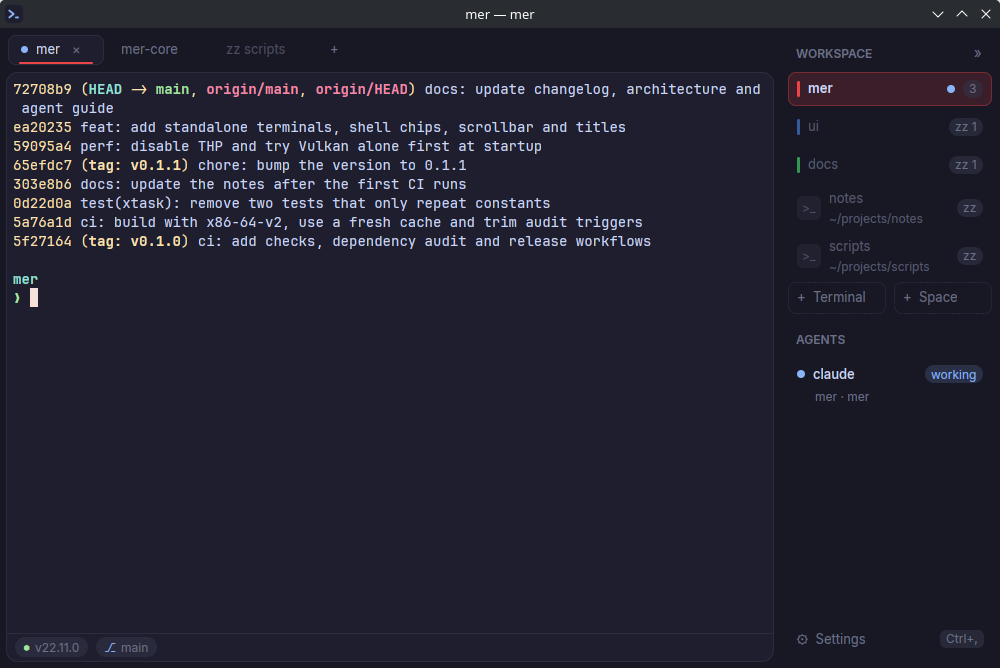 mer — mer
mer ×
mer-core
zz scripts
+
72708b9 (HEAD -> main, origin/main, origin/HEAD) docs: update changelog, architecture and
agent guide
ea20235 feat: add standalone terminals, shell chips, scrollbar and titles
59095a4 perf: disable THP and try Vulkan alone first at startup
65efdc7 (tag: v0.1.1) chore: bump the version to 0.1.1
303e8b6 docs: update the notes after the first CI runs
0d22d0a test(xtask): remove two tests that only repeat constants
5a76a1d ci: build with x86-64-v2, use a fresh cache and trim audit triggers
5f27164 (tag: v0.1.0) ci: add checks, dependency audit and release workflows
mer
❯
v22.11.0
main
WORKSPACE »
mer 3
ui zz 1
docs zz 1
>_ notes zz
~/projects/notes
>_ scripts zz
~/projects/scripts
+ Terminal
+ Space
AGENTS
claude working
mer · mer
Settings Ctrl+,